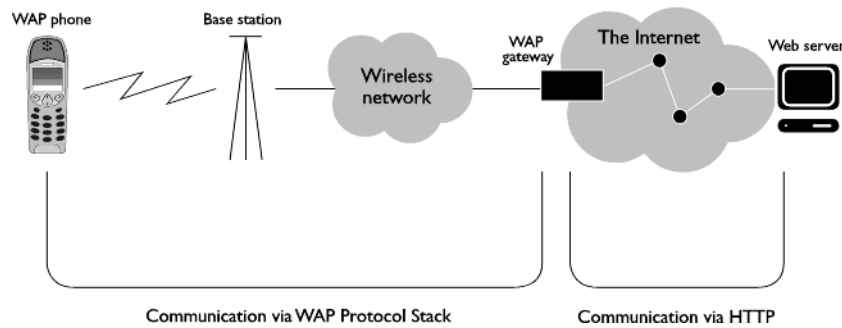 WAP phone
Base station
Wireless
network
WAP
gateway
The Internet
Web server
Communication via WAP Protocol Stack
Communication via HTTP